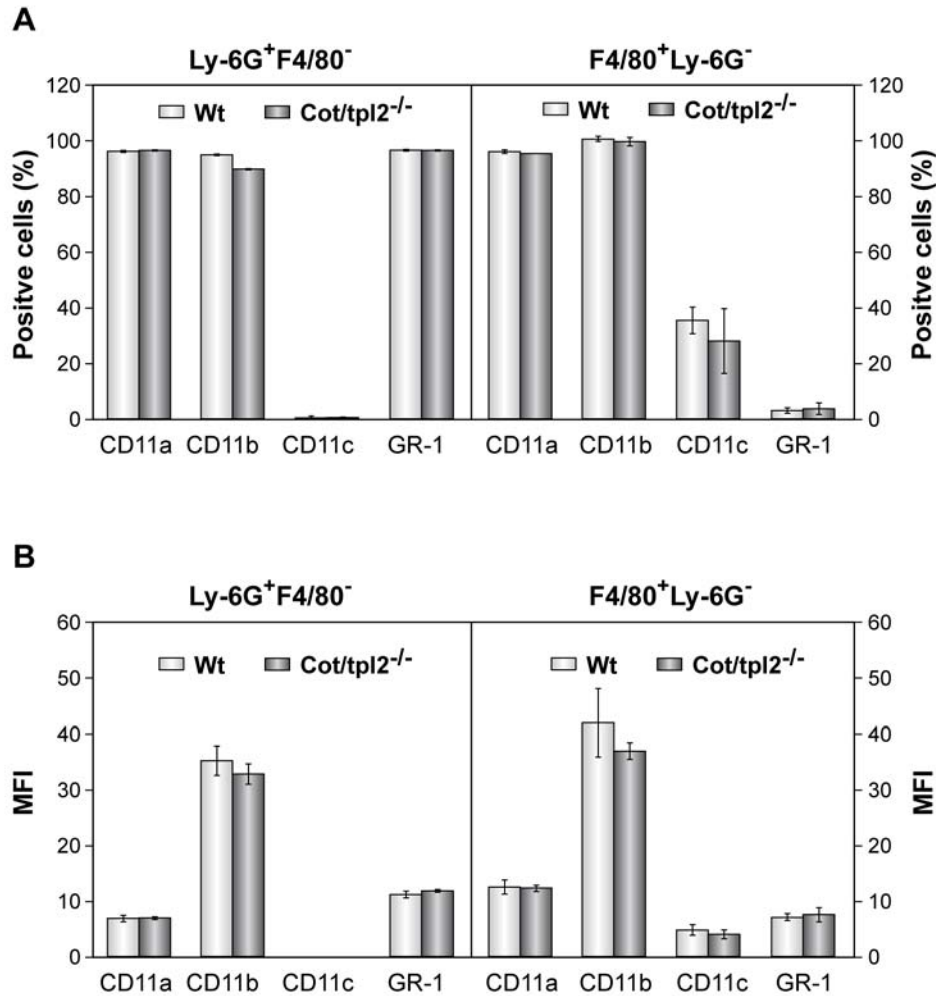 A
Ly-6G⁺F4/80⁻ F4/80⁺Ly-6G⁻
120 120
Wt Cot/tpl2⁻/⁻ Wt Cot/tpl2⁻/⁻
100 100
80 80
60 60
40 40
20 20
0 0
Positve cells (%) Positive cells (%)
CD11a CD11b CD11c GR-1 CD11a CD11b CD11c GR-1
B
Ly-6G⁺F4/80⁻ F4/80⁺Ly-6G⁻
60 60
Wt Cot/tpl2⁻/⁻ Wt Cot/tpl2⁻/⁻
50 50
40 40
30 30
20 20
10 10
0 0
MFI MFI
CD11a CD11b CD11c GR-1 CD11a CD11b CD11c GR-1